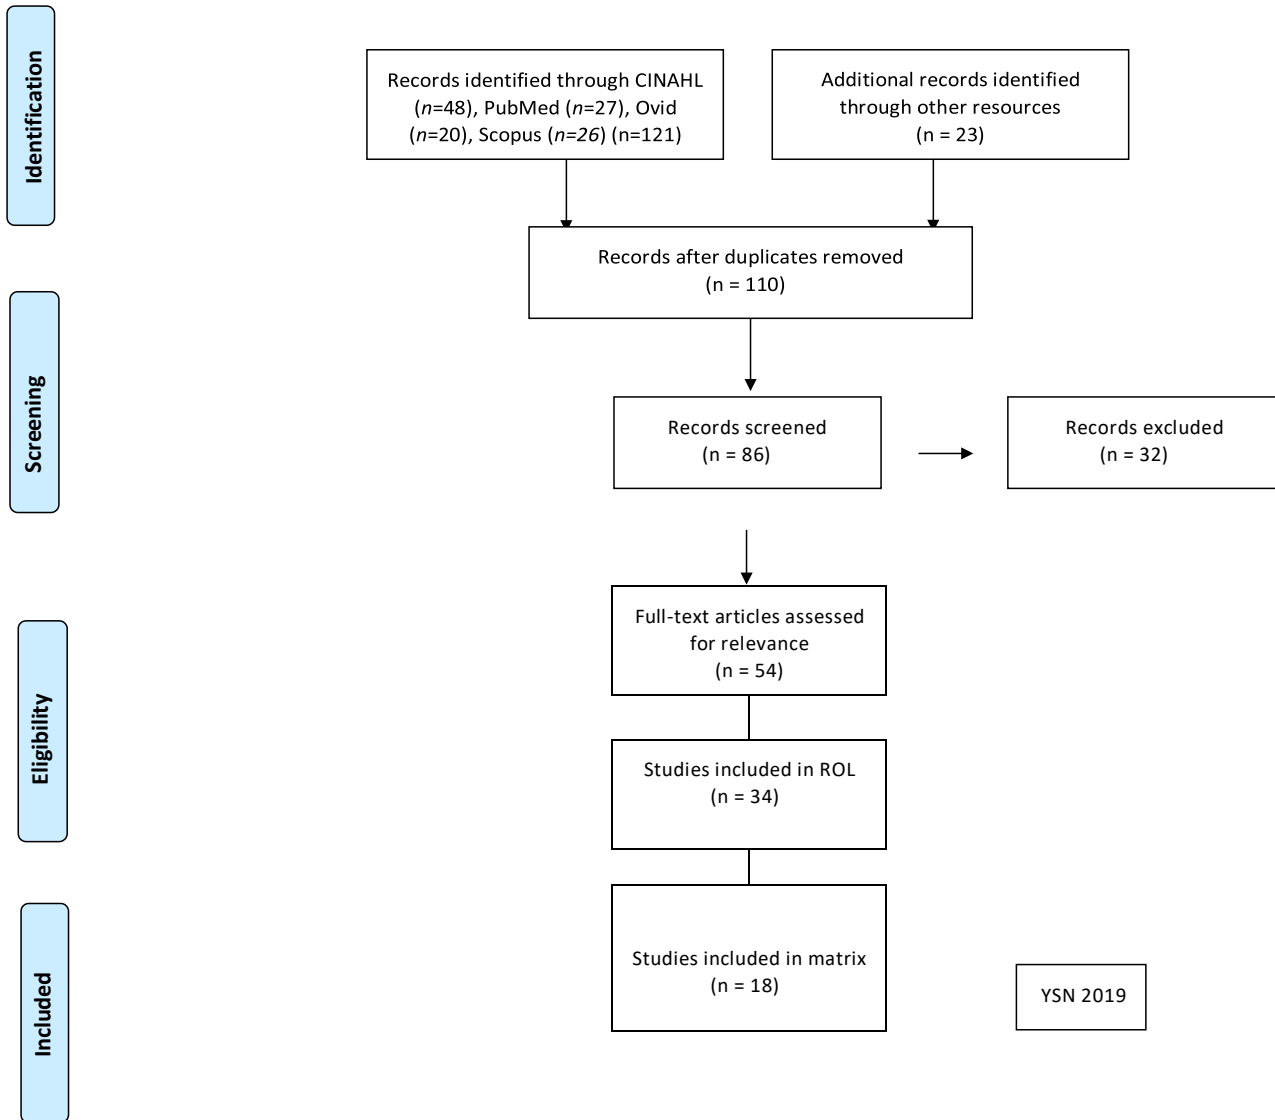 Identification
Records identified through CINAHL
(n=48), PubMed (n=27), Ovid
(n=20), Scopus (n=26) (n=121)
Additional records identified
through other resources
(n = 23)
Records after duplicates removed
(n = 110)
Screening
Records screened
(n = 86)
Records excluded
(n = 32)
Eligibility
Full-text articles assessed
for relevance
(n = 54)
Studies included in ROL
(n = 34)
Included
Studies included in matrix
(n = 18)
YSN 2019